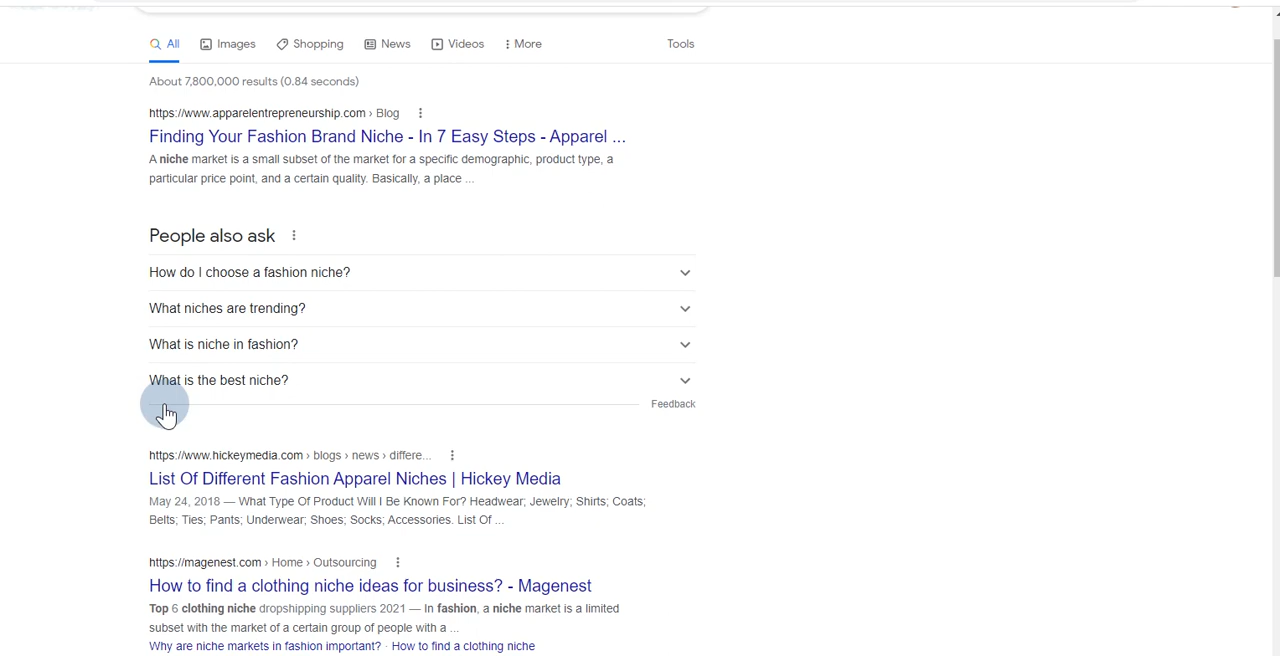 All Images Shopping News Videos More Tools
About 7,800,000 results (0.84 seconds)
https://www.apparelentrepreneurship.com › Blog
Finding Your Fashion Brand Niche - In 7 Easy Steps - Apparel ...
A niche market is a small subset of the market for a specific demographic, product type, a
particular price point, and a certain quality. Basically, a place ...
People also ask
How do I choose a fashion niche?
What niches are trending?
What is niche in fashion?
What is the best niche?
Feedback
https://www.hickeymedia.com › blogs › news › differe...
List Of Different Fashion Apparel Niches | Hickey Media
May 24, 2018 — What Type Of Product Will I Be Known For? Headwear; Jewelry; Shirts; Coats;
Belts; Ties; Pants; Underwear; Shoes; Socks; Accessories. List Of ...
https://magenest.com › Home › Outsourcing
How to find a clothing niche ideas for business? - Magenest
Top 6 clothing niche dropshipping suppliers 2021 — In fashion, a niche market is a limited
subset with the market of a certain group of people with a ...
Why are niche markets in fashion important? · How to find a clothing niche